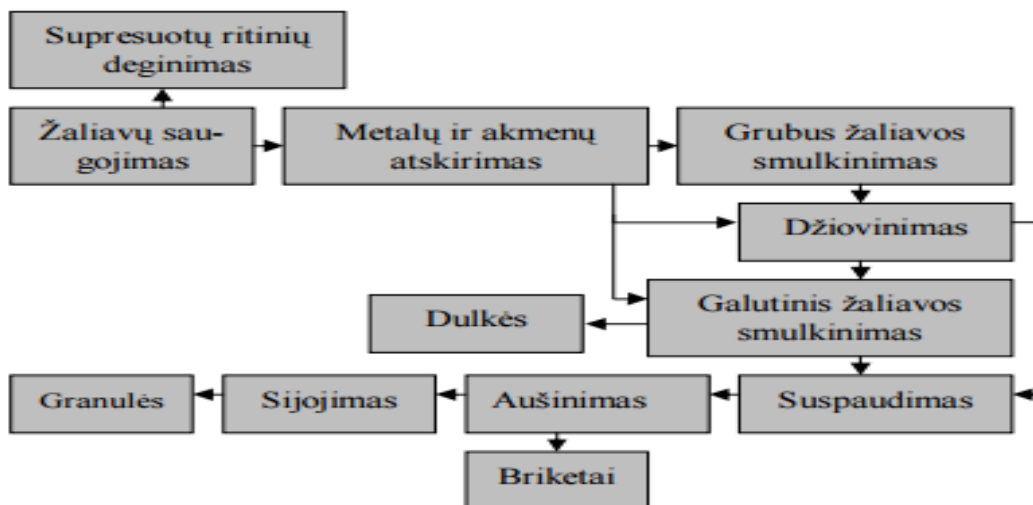 Supresuotų ritinių
deginimas
Žaliavų sau-
gojimas
Metalų ir akmenų
atskirimas
Grubus žaliavos
smulkinimas
Džiovinimas
Galutinis žaliavos
smulkinimas
Dulkės
Granulės
Sijojimas
Aušinimas
Suspaudimas
Briketai